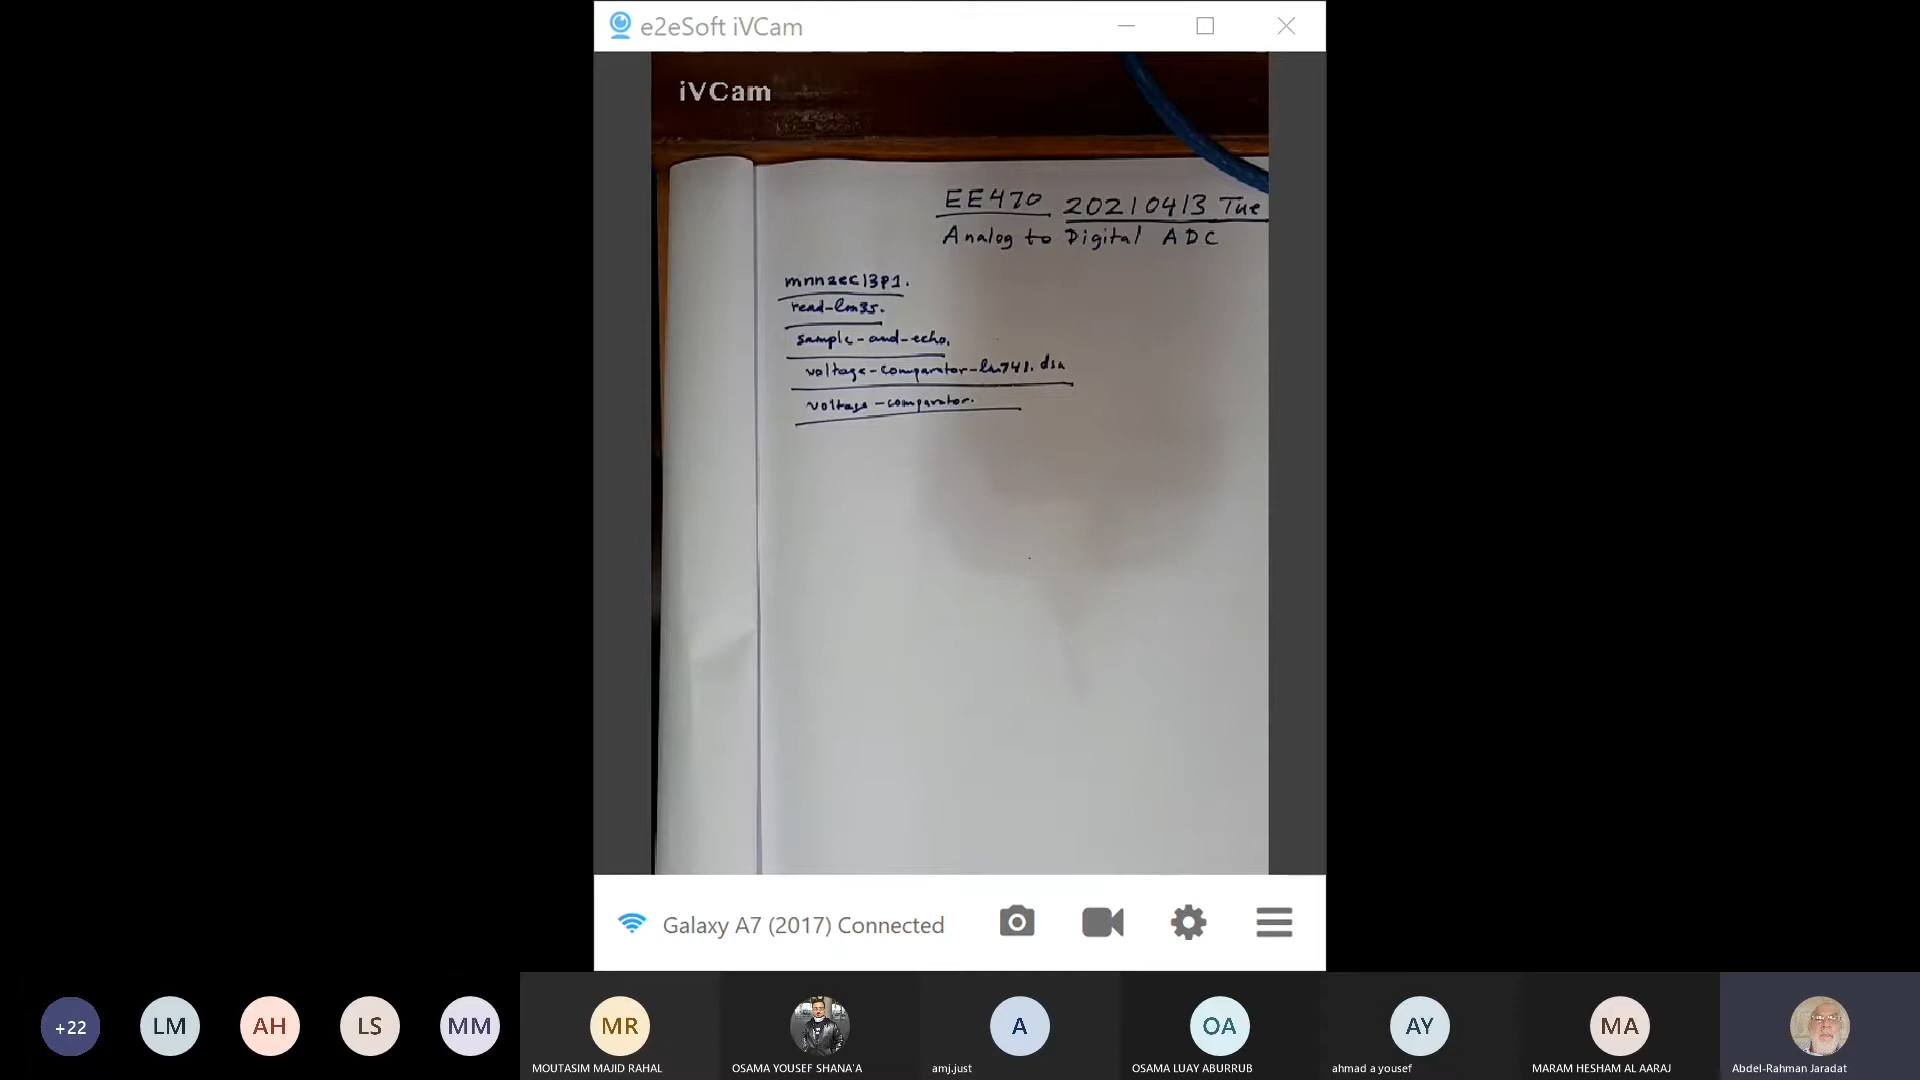 e2eSoft iVCam
iVCam
EE470 20210413 Tue
Analog to Digital ADC
mnnzec13p1.
read-lm35.
sample-and-echo.
voltage-comparator-lm741. dsn
voltage-comparator.
Galaxy A7 (2017) Connected
+22 LM AH LS MM MR A OA AY MA
MOUTASIM MAJID RAHAL OSAMA YOUSEF SHANA'A amj.just OSAMA LUAY ABURRUB ahmad a yousef MARAM HESHAM AL AARAJ Abdel-Rahman Jaradat